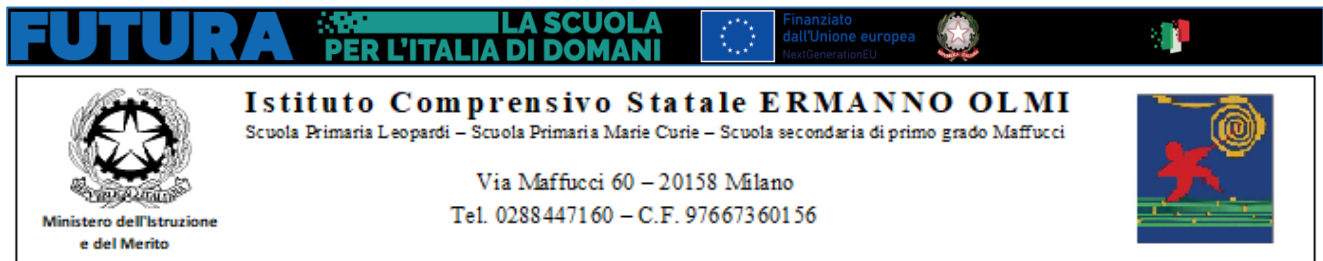 FUTURA
LA SCUOLA
PER L'ITALIA DI DOMANI
Finanziato
dall'Unione europea
NextGenerationEU
Istituto Comprensivo Statale ERMANNO OLMI
Scuola Primaria Leopardi – Scuola Primaria Marie Curie – Scuola secondaria di primo grado Maffucci
Via Maffucci 60 – 20158 Milano
Tel. 0288447160 – C.F. 97667360156
Ministero dell'Istruzione
e del Merito